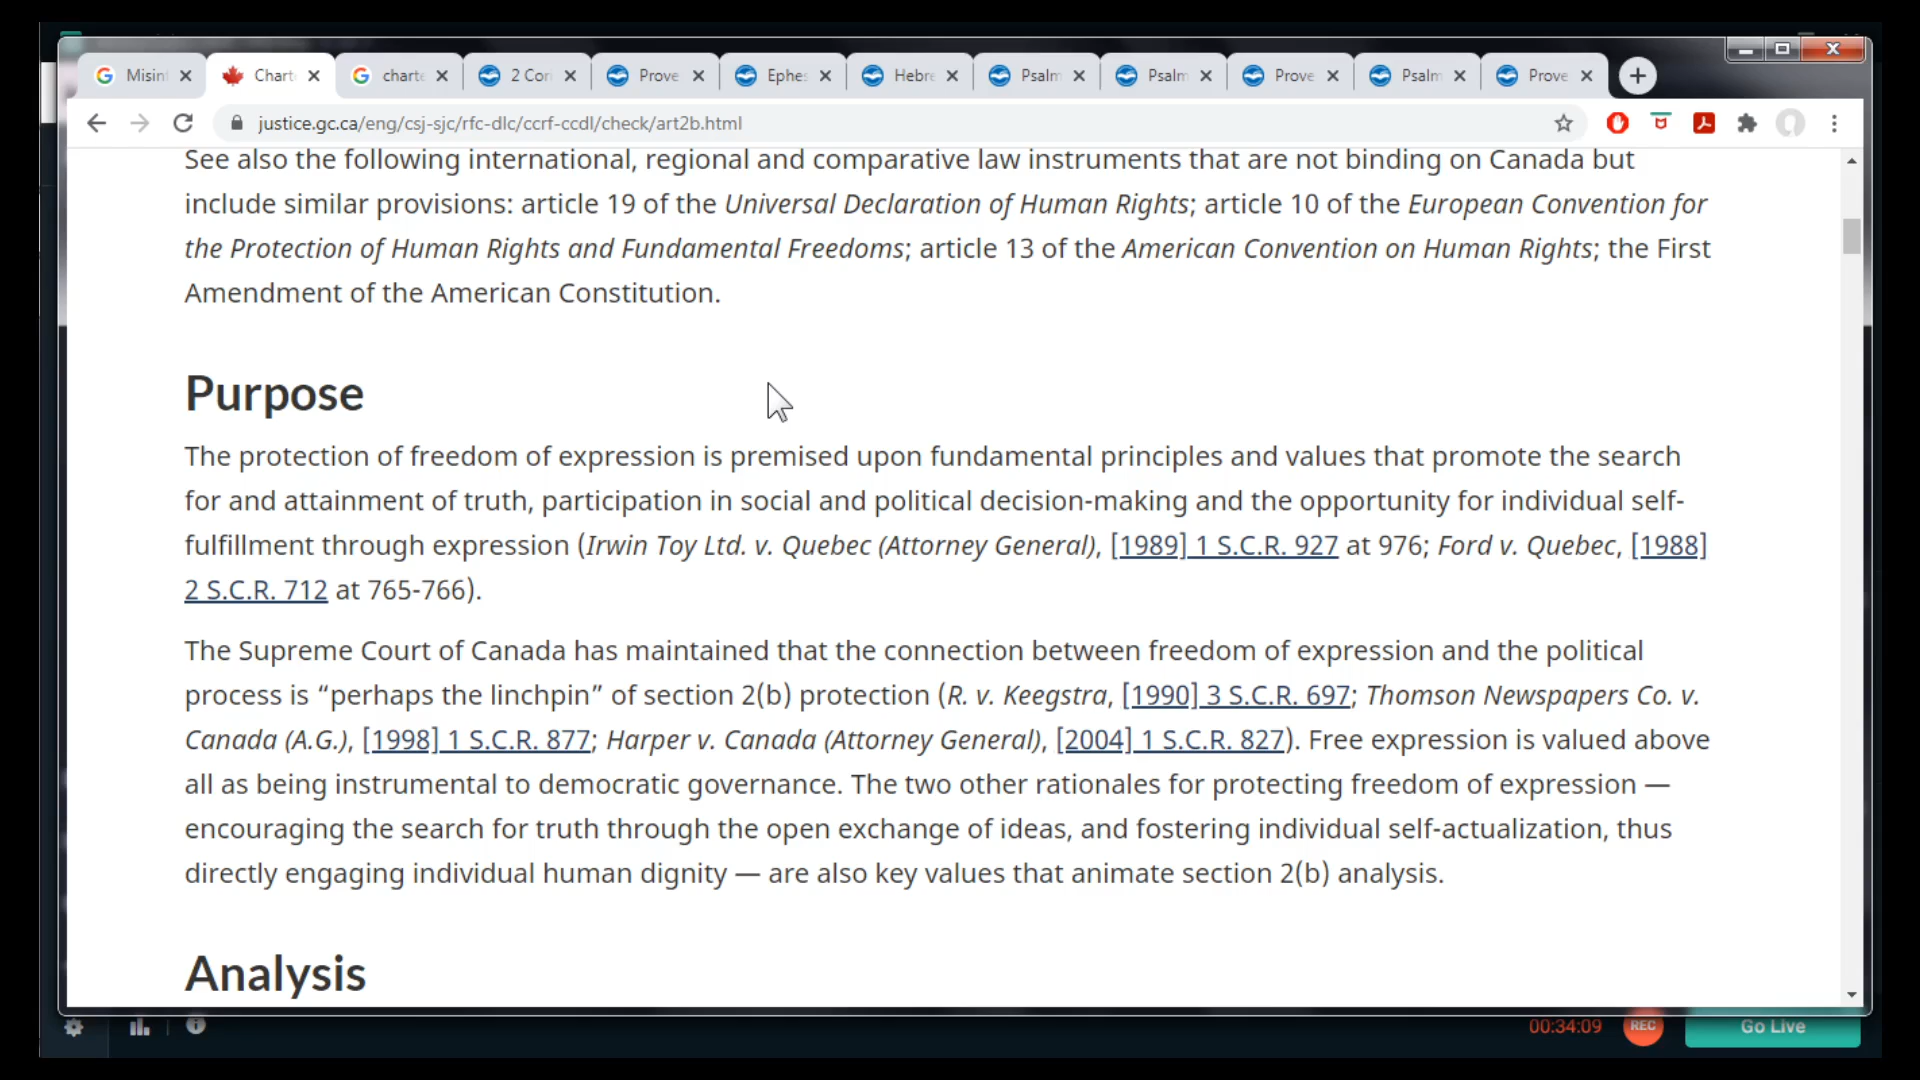 Misin
Chart
charte
2 Cor
Prove
Ephes
Hebre
Psalm
Psalm
Prove
Psalm
Prove
justice.gc.ca/eng/csj-sjc/rfc-dlc/ccrf-ccdl/check/art2b.html
See also the following international, regional and comparative law instruments that are not binding on Canada but
include similar provisions: article 19 of the Universal Declaration of Human Rights; article 10 of the European Convention for
the Protection of Human Rights and Fundamental Freedoms; article 13 of the American Convention on Human Rights; the First
Amendment of the American Constitution.
Purpose
The protection of freedom of expression is premised upon fundamental principles and values that promote the search
for and attainment of truth, participation in social and political decision-making and the opportunity for individual self-
fulfillment through expression (Irwin Toy Ltd. v. Quebec (Attorney General), [1989] 1 S.C.R. 927 at 976; Ford v. Quebec, [1988]
2 S.C.R. 712 at 765-766).
The Supreme Court of Canada has maintained that the connection between freedom of expression and the political
process is “perhaps the linchpin” of section 2(b) protection (R. v. Keegstra, [1990] 3 S.C.R. 697; Thomson Newspapers Co. v.
Canada (A.G.), [1998] 1 S.C.R. 877; Harper v. Canada (Attorney General), [2004] 1 S.C.R. 827). Free expression is valued above
all as being instrumental to democratic governance. The two other rationales for protecting freedom of expression —
encouraging the search for truth through the open exchange of ideas, and fostering individual self-actualization, thus
directly engaging individual human dignity — are also key values that animate section 2(b) analysis.
Analysis
00:34:09
REC
Go Live